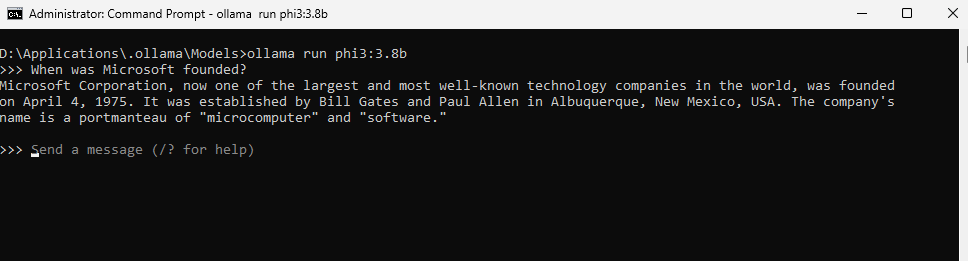 Administrator: Command Prompt - ollama  run phi3:3.8b
D:\Applications\.ollama\Models>ollama run phi3:3.8b
>>> When was Microsoft founded?
Microsoft Corporation, now one of the largest and most well-known technology companies in the world, was founded
on April 4, 1975. It was established by Bill Gates and Paul Allen in Albuquerque, New Mexico, USA. The company's
name is a portmanteau of "microcomputer" and "software."
>>> Send a message (/? for help)